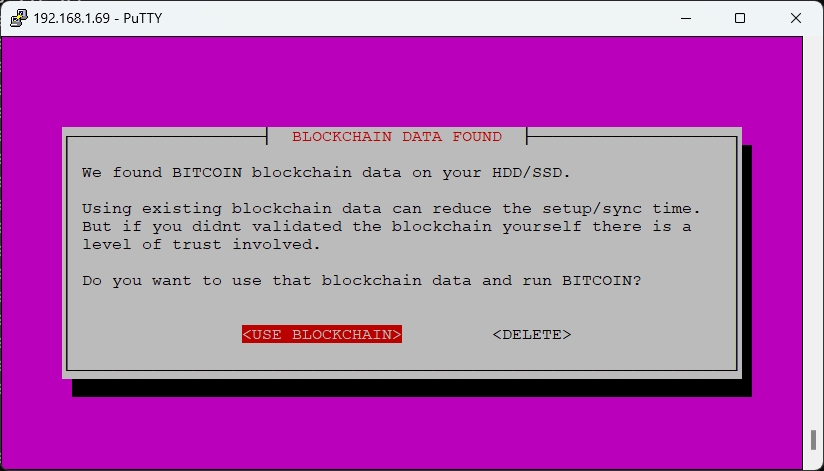 192.168.1.69 - PuTTY
BLOCKCHAIN DATA FOUND
We found BITCOIN blockchain data on your HDD/SSD.
Using existing blockchain data can reduce the setup/sync time.
But if you didnt validated the blockchain yourself there is a
level of trust involved.
Do you want to use that blockchain data and run BITCOIN?
<USE BLOCKCHAIN> <DELETE>